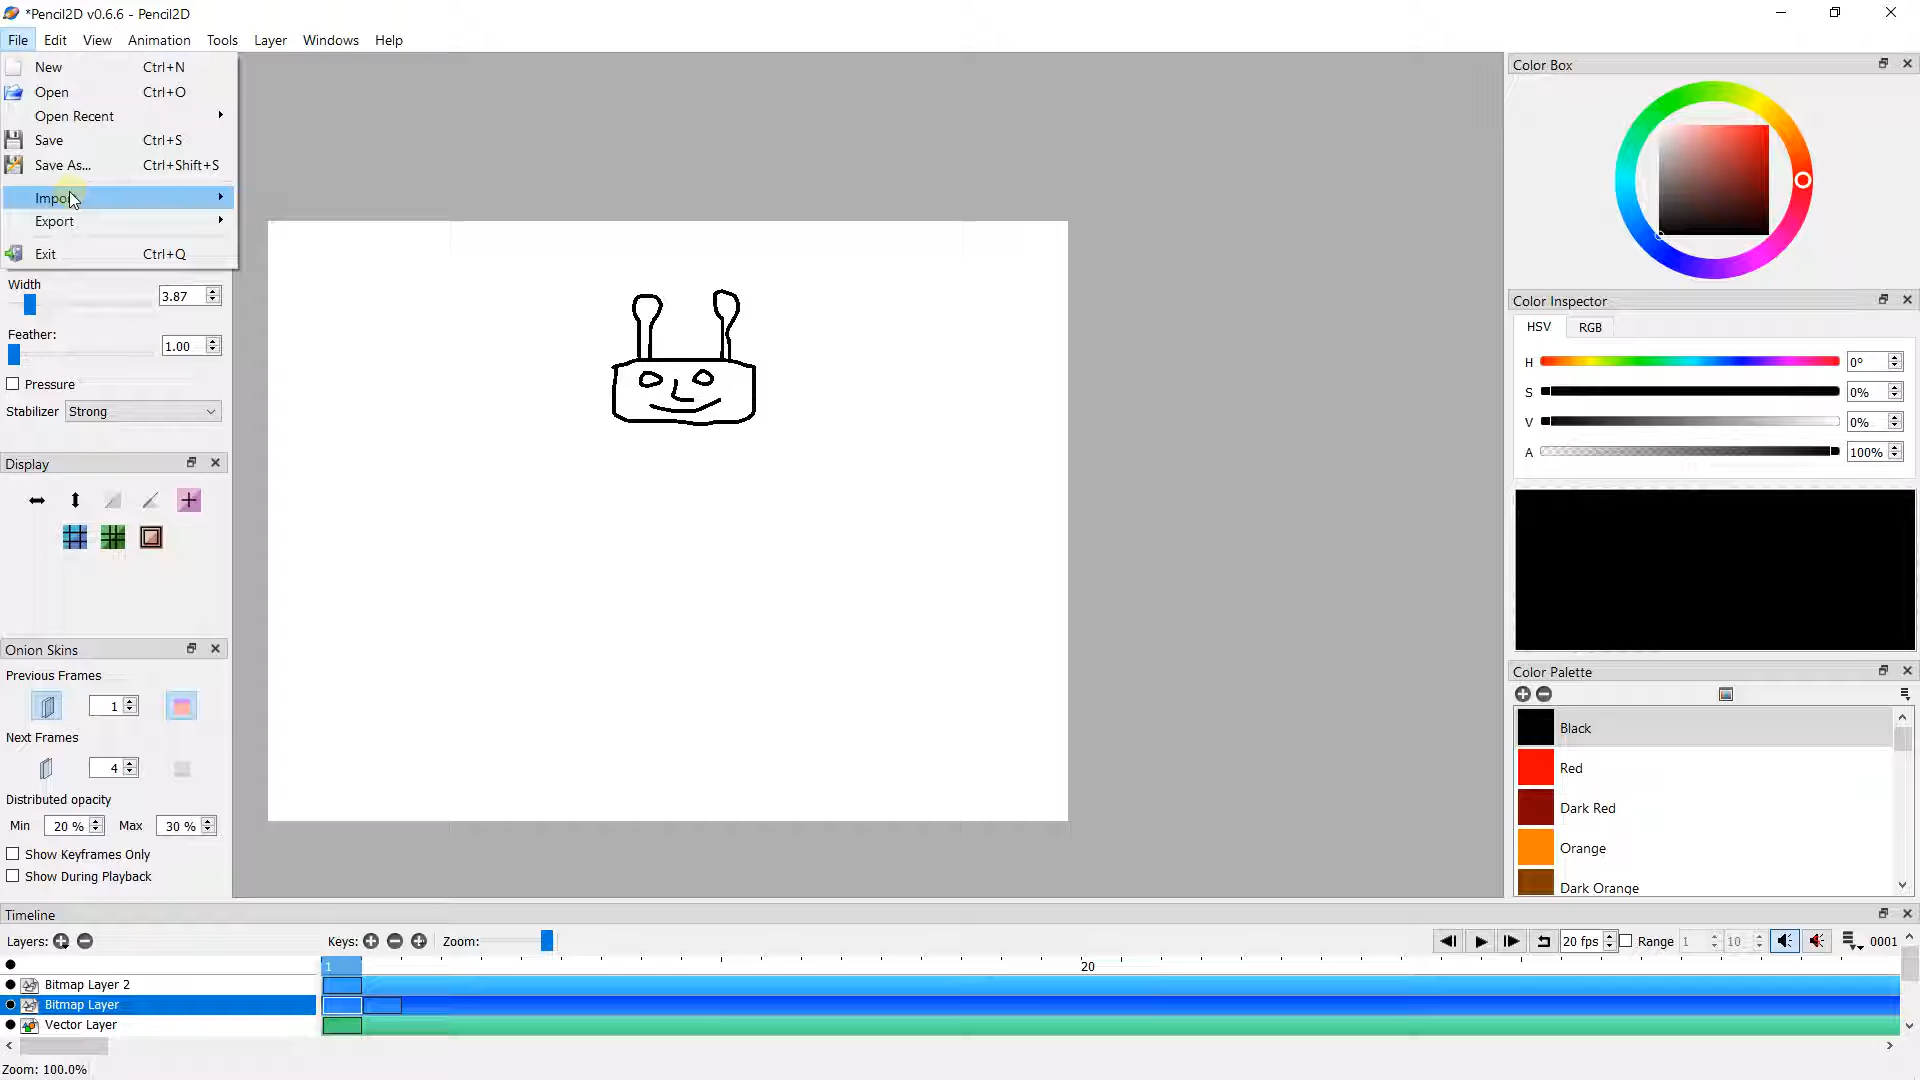 *Pencil2D v0.6.6 - Pencil2D
File Edit View Animation Tools Layer Windows Help
New Ctrl+N
Open Ctrl+O
Open Recent
Save Ctrl+S
Save As... Ctrl+Shift+S
Import
Export
Exit Ctrl+Q
Width
3.87
Feather:
1.00
Pressure
Stabilizer Strong
Display
Onion Skins
Previous Frames
1
Next Frames
4
Distributed opacity
Min 20 % Max 30 %
Show Keyframes Only
Show During Playback
Color Box
Color Inspector
HSV RGB
H 0°
S 0%
V 0%
A 100%
Color Palette
Black
Red
Dark Red
Orange
Dark Orange
Timeline
Layers: Keys: Zoom: 20 fps Range 1 10 0001
1 20
Bitmap Layer 2
Bitmap Layer
Vector Layer
Zoom: 100.0%